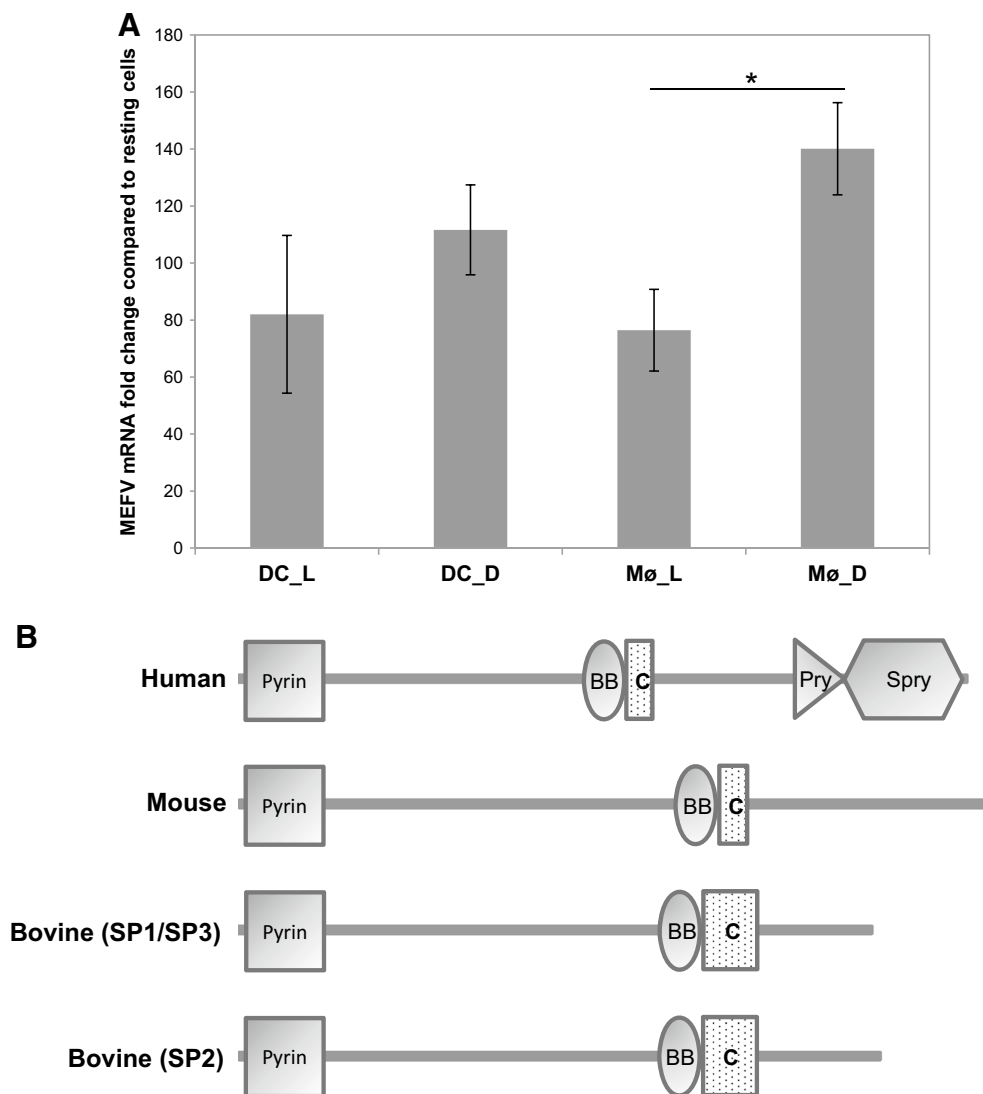 A
MEFV mRNA fold change compared to resting cells
180
160
140
120
100
80
60
40
20
0
*
DC_L
DC_D
Mø_L
Mø_D
B
Human
Pyrin
BB
C
Pry
Spry
Mouse
Pyrin
BB
C
Bovine (SP1/SP3)
Pyrin
BB
C
Bovine (SP2)
Pyrin
BB
C